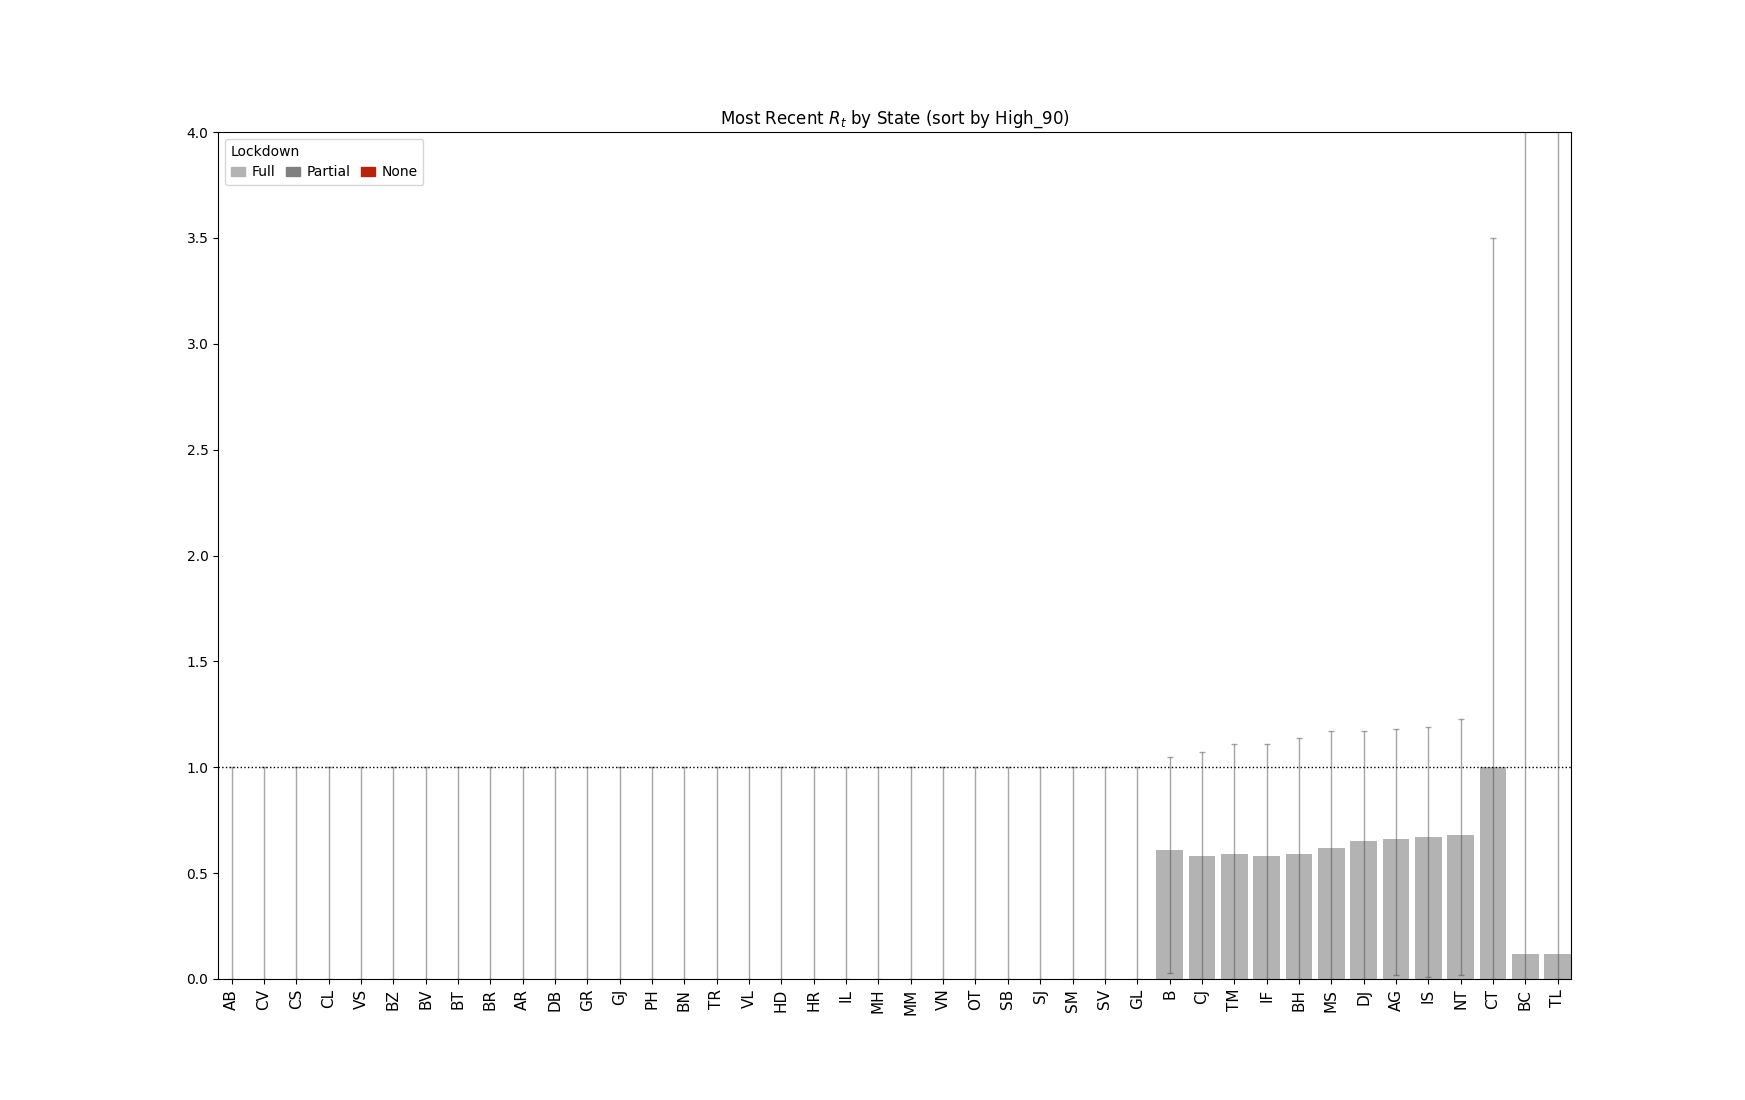 Most Recent Rt by State (sort by High_90)
Lockdown
Full Partial None
4.0
3.5
3.0
2.5
2.0
1.5
1.0
0.5
0.0
AB CV CS CL VS BZ BV BT BR AR DB GR GJ PH BN TR VL HD HR IL MH MM VN OT SB SJ SM SV GL B CJ TM IF BH MS DJ AG IS NT CT BC TL